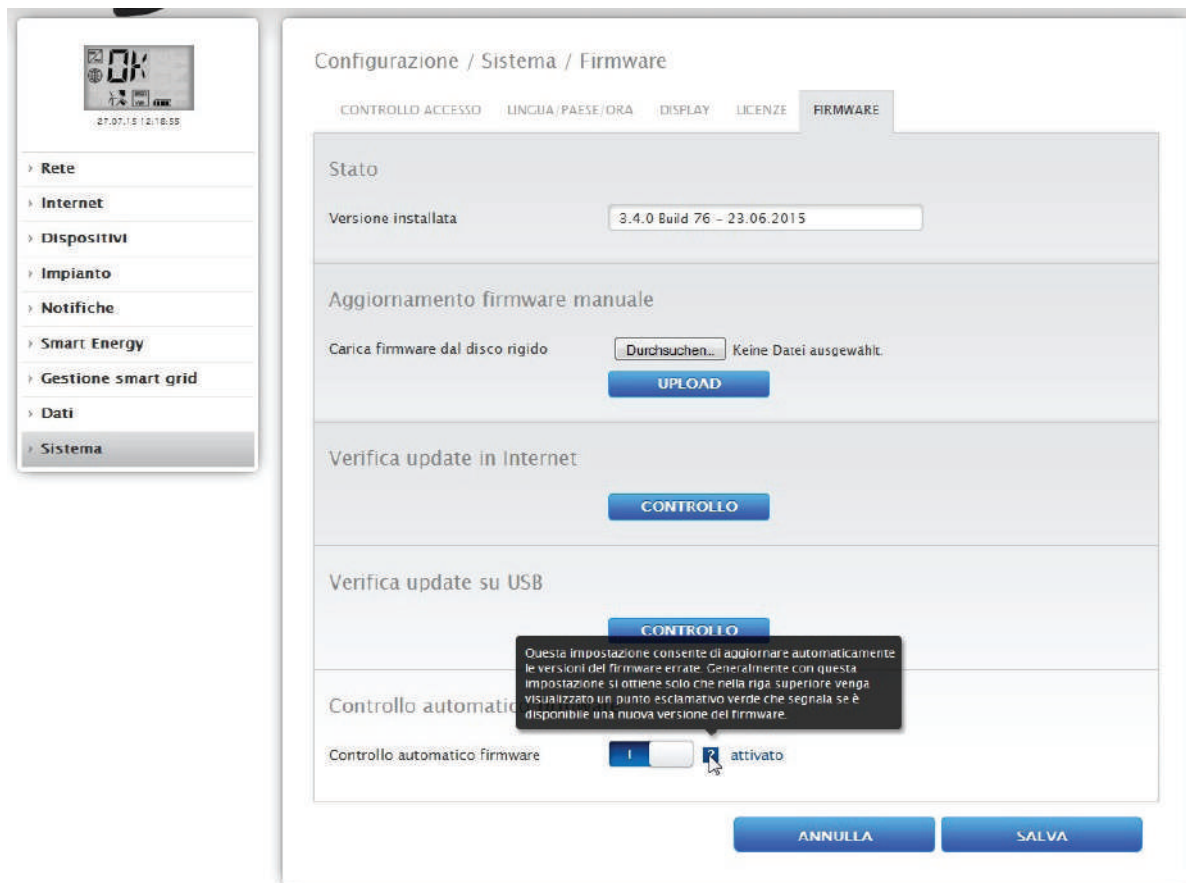 OK
27.07.15 12:18:55
Rete
Internet
Dispositivi
Impianto
Notifiche
Smart Energy
Gestione smart grid
Dati
Sistema
Configurazione / Sistema / Firmware
CONTROLLO ACCESSO LINGUA/PAESE/ORA DISPLAY LICENZE FIRMWARE
Stato
Versione installata 3.4.0 Build 76 – 23.06.2015
Aggiornamento firmware manuale
Carica firmware dal disco rigido Durchsuchen... Keine Datei ausgewählt.
UPLOAD
Verifica update in Internet
CONTROLLO
Verifica update su USB
CONTROLLO
Questa impostazione consente di aggiornare automaticamente
le versioni del firmware errate. Generalmente con questa
impostazione si ottiene solo che nella riga superiore venga
visualizzato un punto esclamativo verde che segnala se è
disponibile una nuova versione del firmware.
Controllo automatico
Controllo automatico firmware I ? attivato
ANNULLA SALVA